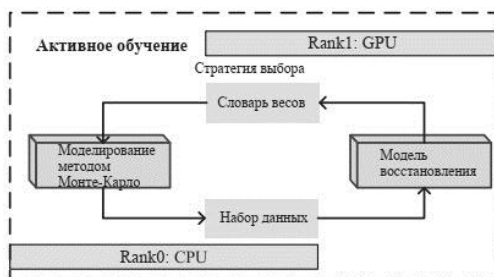 Активное обучение
Rank1: GPU
Стратегия выбора
Словарь весов
Моделирование
методом
Монте-Карло
Модель
восстановления
Набор данных
Rank0: CPU